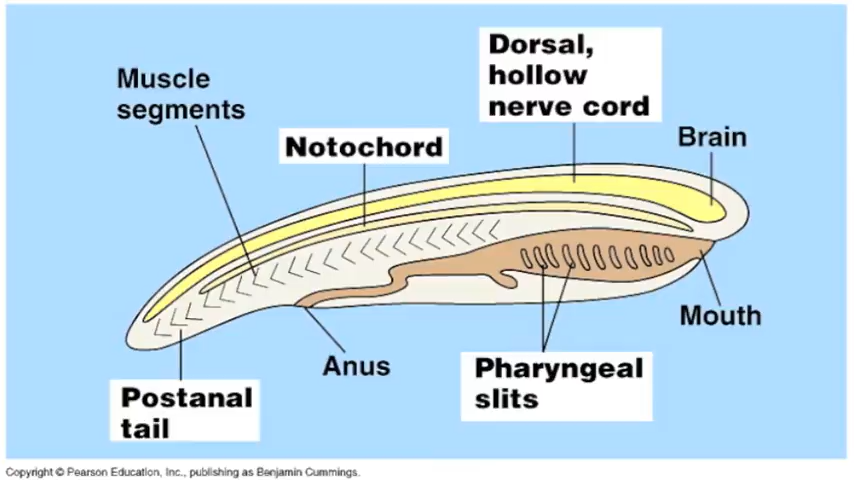 Dorsal,
hollow
nerve cord
Muscle
segments
Notochord
Brain
Mouth
Anus
Pharyngeal
slits
Postanal
tail
Copyright © Pearson Education, Inc., publishing as Benjamin Cummings.